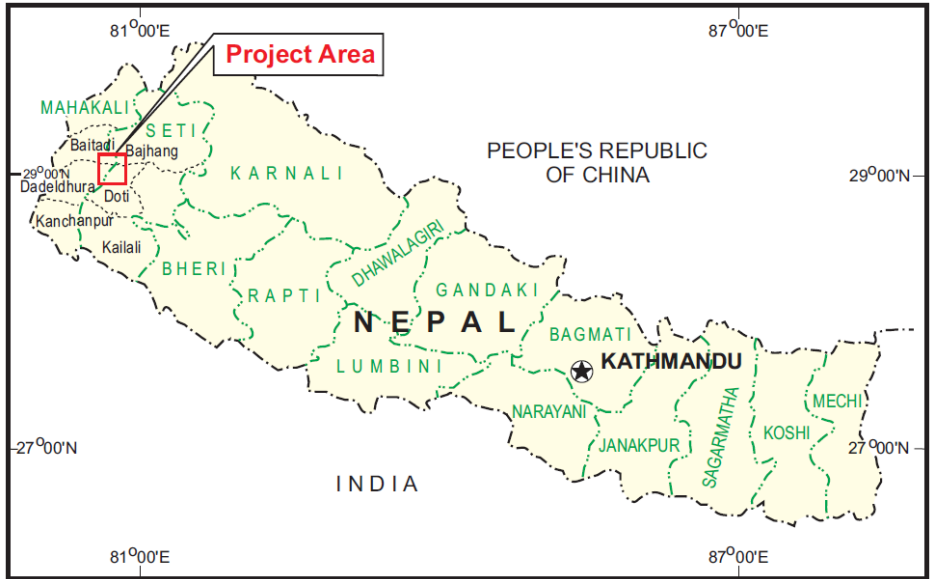 81⁰00'E
87⁰00'E
Project Area
MAHAKALI
SETI
Baitadi
Bajhang
PEOPLE'S REPUBLIC
OF CHINA
KARNALI
29⁰00'N
29⁰00'N
Dadeldhura
Doti
Kanchanpur
Kailali
DHAWALAGIRI
BHERI
RAPTI
GANDAKI
NEPAL
BAGMATI
KATHMANDU
LUMBINI
NARAYANI
MECHI
SAGARMATHA
KOSHI
JANAKPUR
27⁰00'N
27⁰00'N
INDIA
81⁰00'E
87⁰00'E